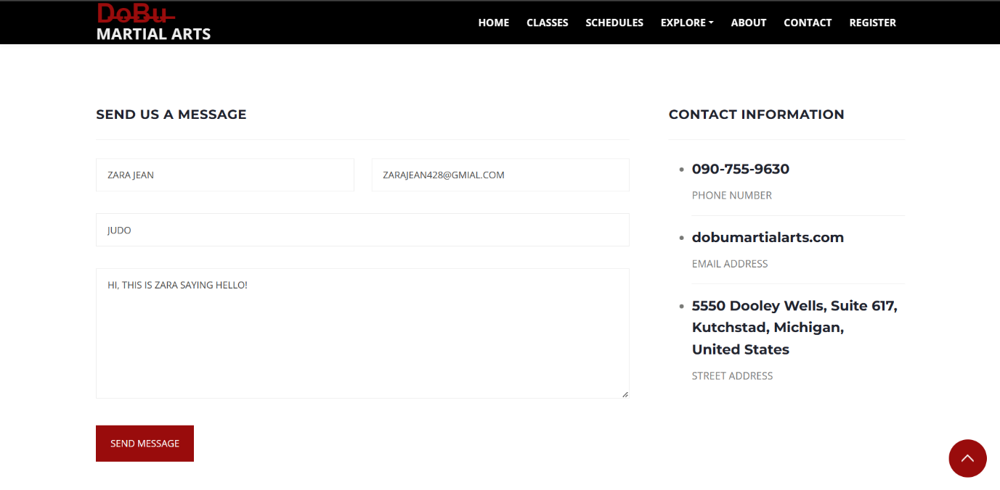 DoBu
MARTIAL ARTS
HOME CLASSES SCHEDULES EXPLORE ABOUT CONTACT REGISTER
SEND US A MESSAGE
ZARA JEAN
ZARAJEAN428@GMIAL.COM
JUDO
HI, THIS IS ZARA SAYING HELLO!
SEND MESSAGE
CONTACT INFORMATION
090-755-9630
PHONE NUMBER
dobumartialarts.com
EMAIL ADDRESS
5550 Dooley Wells, Suite 617,
Kutchstad, Michigan,
United States
STREET ADDRESS